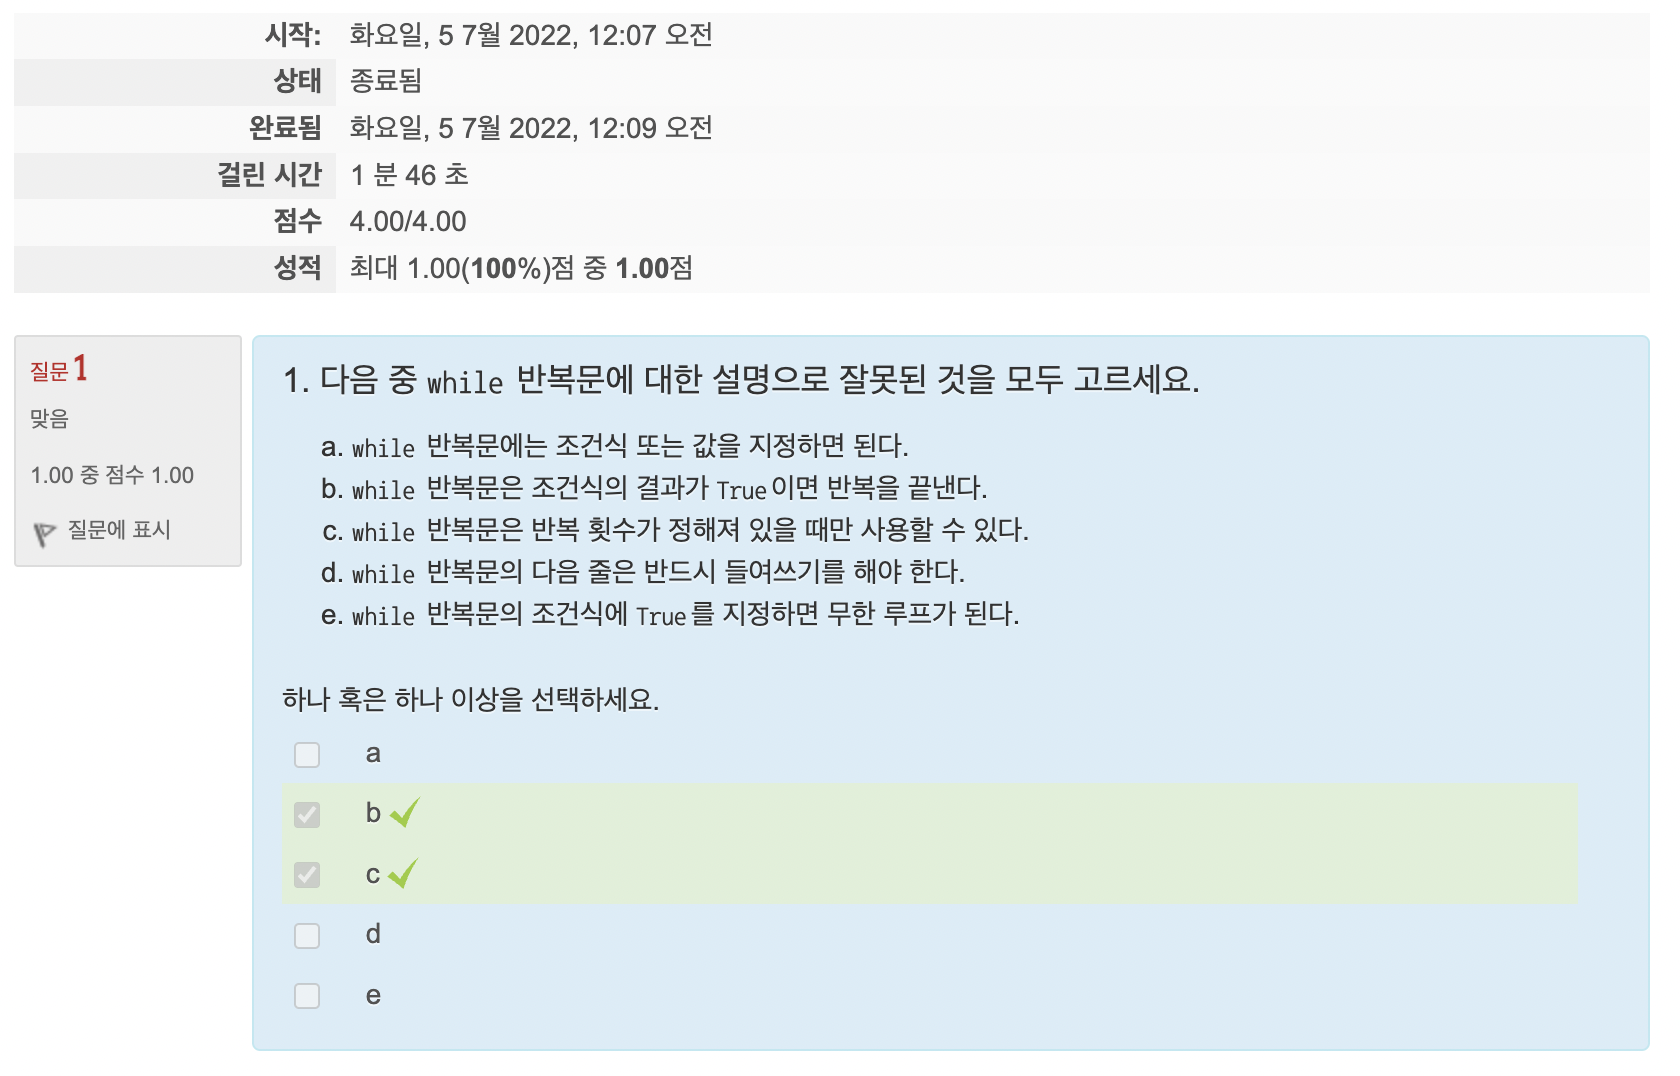 시작: 화요일, 5 7월 2022, 12:07 오전
상태 종료됨
완료됨 화요일, 5 7월 2022, 12:09 오전
걸린 시간 1 분 46 초
점수 4.00/4.00
성적 최대 1.00(100%)점 중 1.00점
질문 1
맞음
1.00 중 점수 1.00
질문에 표시
1. 다음 중 while 반복문에 대한 설명으로 잘못된 것을 모두 고르세요.
a. while 반복문에는 조건식 또는 값을 지정하면 된다.
b. while 반복문은 조건식의 결과가 True이면 반복을 끝낸다.
c. while 반복문은 반복 횟수가 정해져 있을 때만 사용할 수 있다.
d. while 반복문의 다음 줄은 반드시 들여쓰기를 해야 한다.
e. while 반복문의 조건식에 True를 지정하면 무한 루프가 된다.
하나 혹은 하나 이상을 선택하세요.
a
b
c
d
e